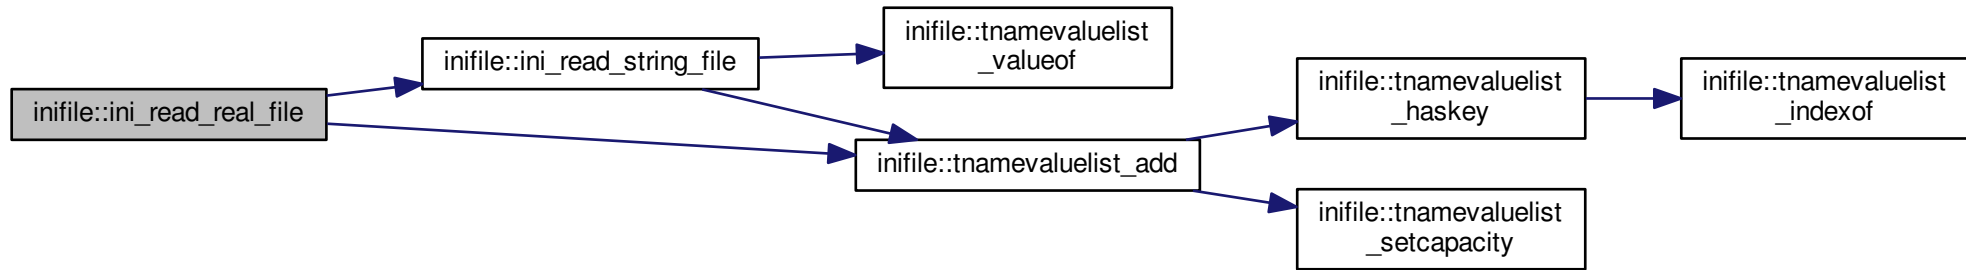 inifile::ini_read_real_file
inifile::ini_read_string_file
inifile::tnamevaluelist
_valueof
inifile::tnamevaluelist_add
inifile::tnamevaluelist
_haskey
inifile::tnamevaluelist
_setcapacity
inifile::tnamevaluelist
_indexof